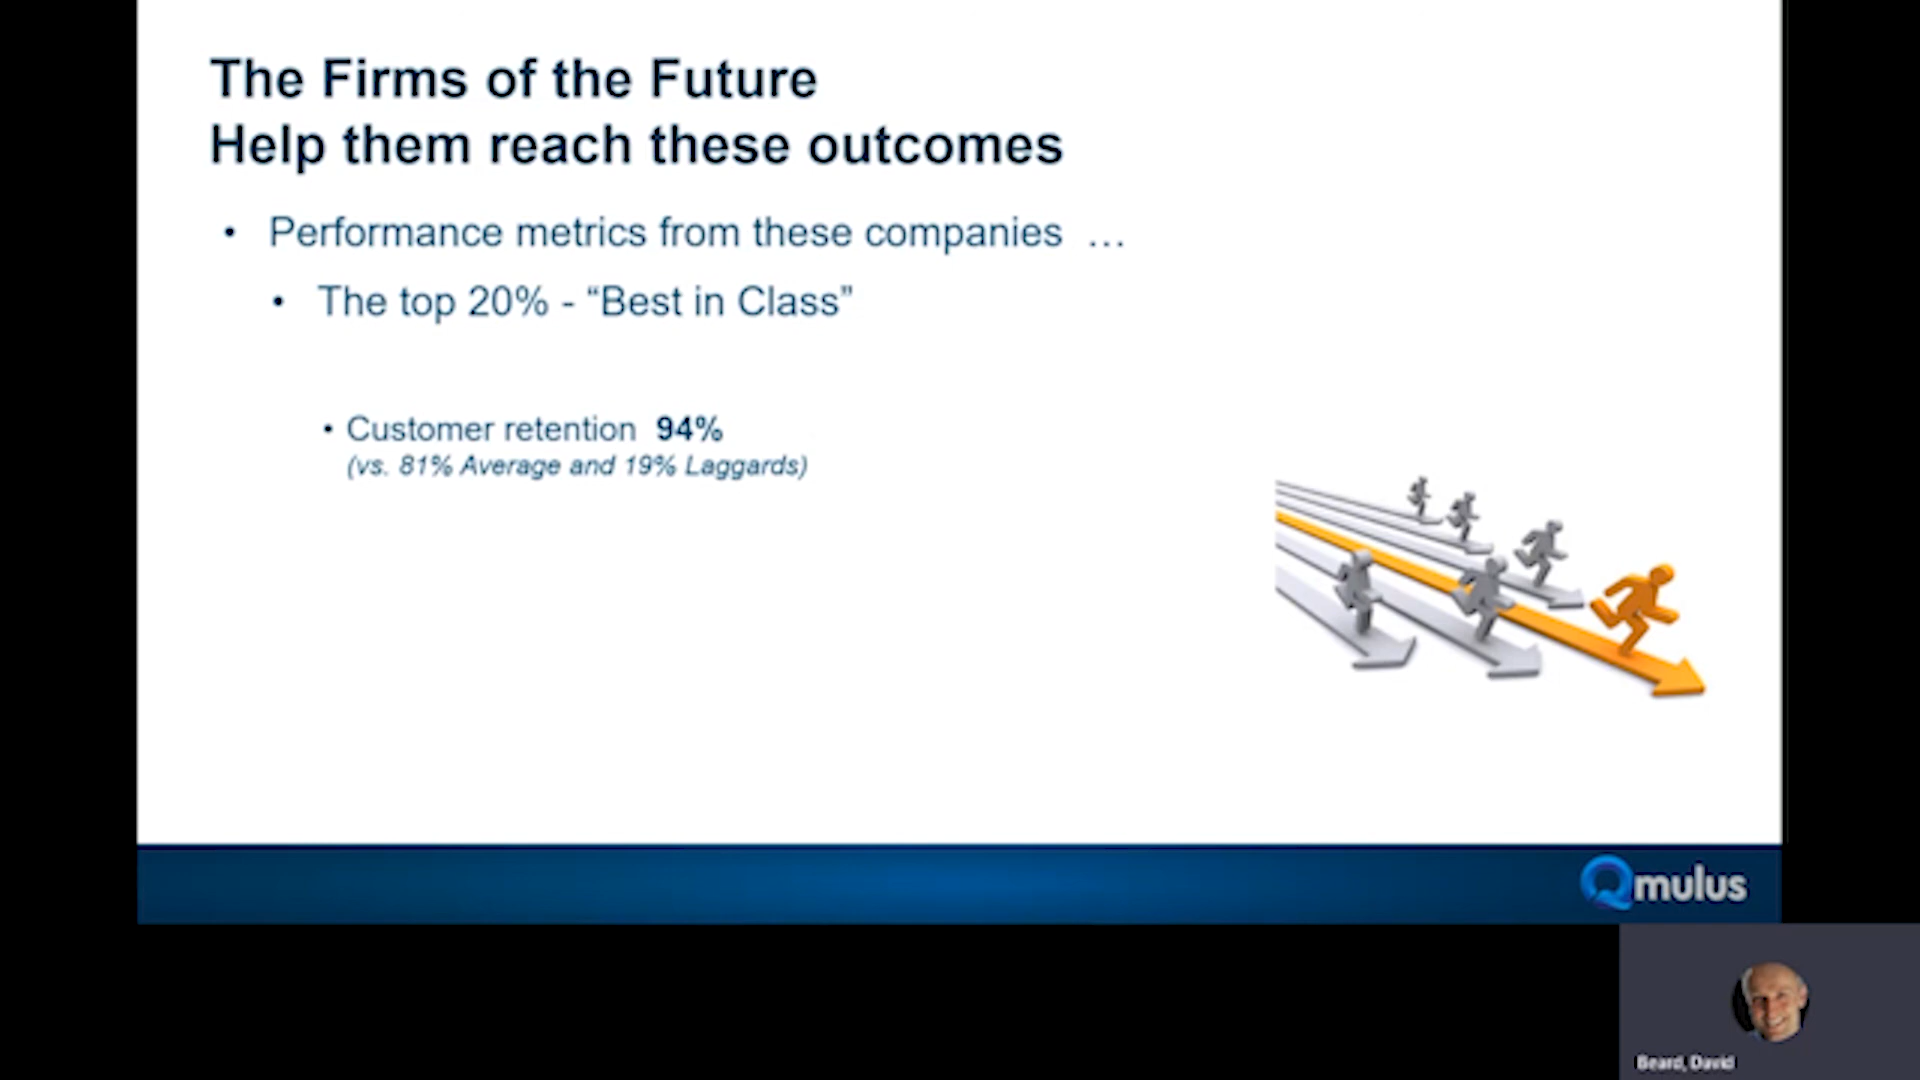 The Firms of the Future
Help them reach these outcomes
• Performance metrics from these companies …
• The top 20% - “Best in Class”
• Customer retention 94%
(vs. 81% Average and 19% Laggards)
Qmulus
Beard, David